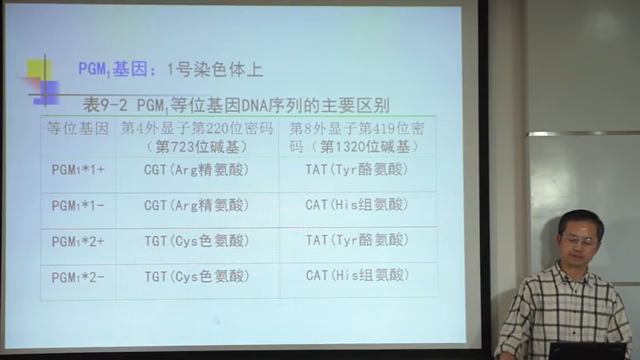 PGM₁基因：1号染色体上
表9-2 PGM₁等位基因DNA序列的主要区别
等位基因 第4外显子第220位密码（第723位碱基） 第8外显子第419位密码（第1320位碱基）
PGM₁*1+ CGT(Arg精氨酸) TAT(Tyr酪氨酸)
PGM₁*1- CGT(Arg精氨酸) CAT(His组氨酸)
PGM₁*2+ TGT(Cys色氨酸) TAT(Tyr酪氨酸)
PGM₁*2- TGT(Cys色氨酸) CAT(His组氨酸)